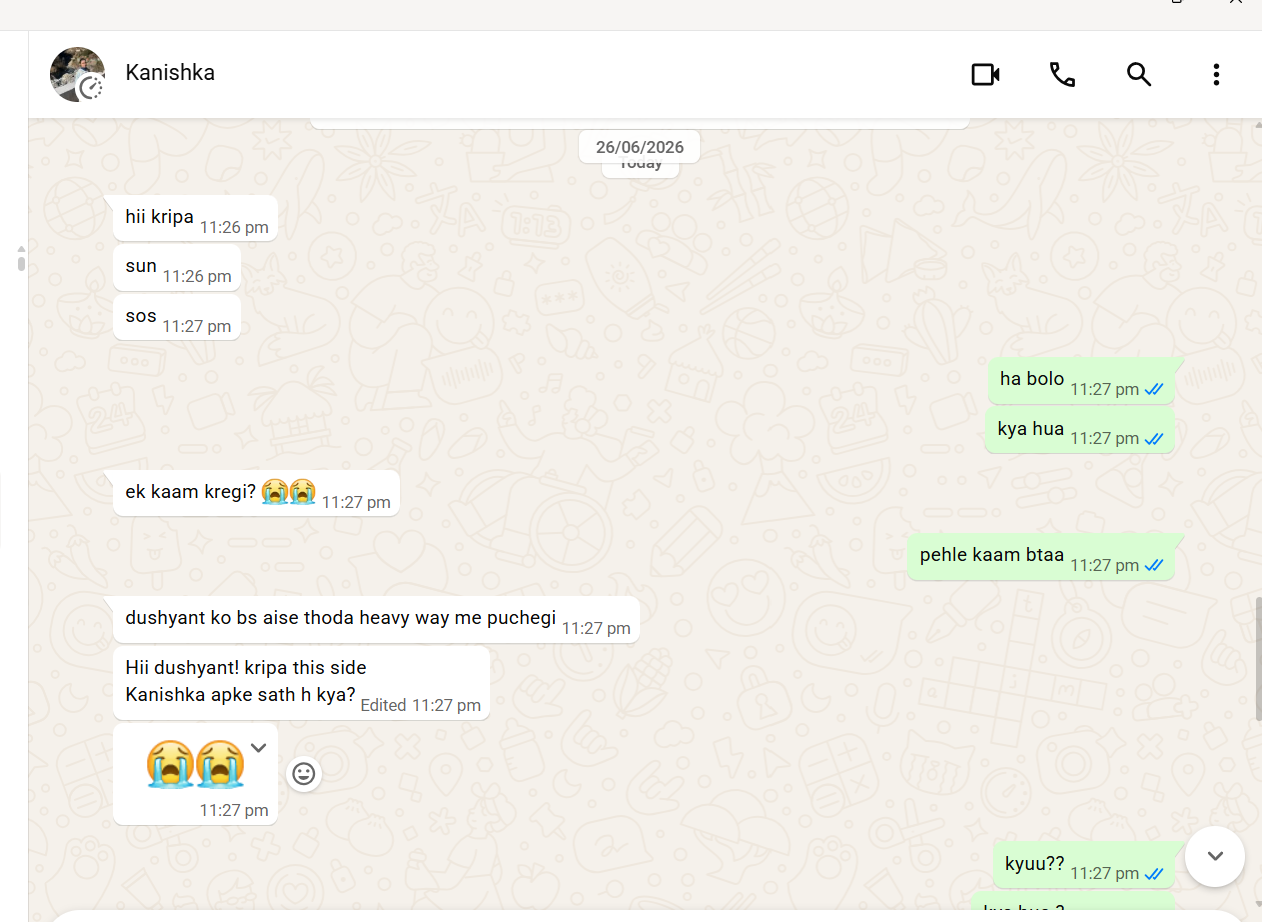 Kanishka
26/06/2026
Today
hii kripa 11:26 pm
sun 11:26 pm
sos 11:27 pm
ha bolo 11:27 pm
kya hua 11:27 pm
ek kaam kregi? 😭😭 11:27 pm
pehle kaam btaa 11:27 pm
dushyant ko bs aise thoda heavy way me puchegi 11:27 pm
Hii dushyant! kripa this side
Kanishka apke sath h kya? Edited 11:27 pm
😭😭
11:27 pm
kyuu?? 11:27 pm